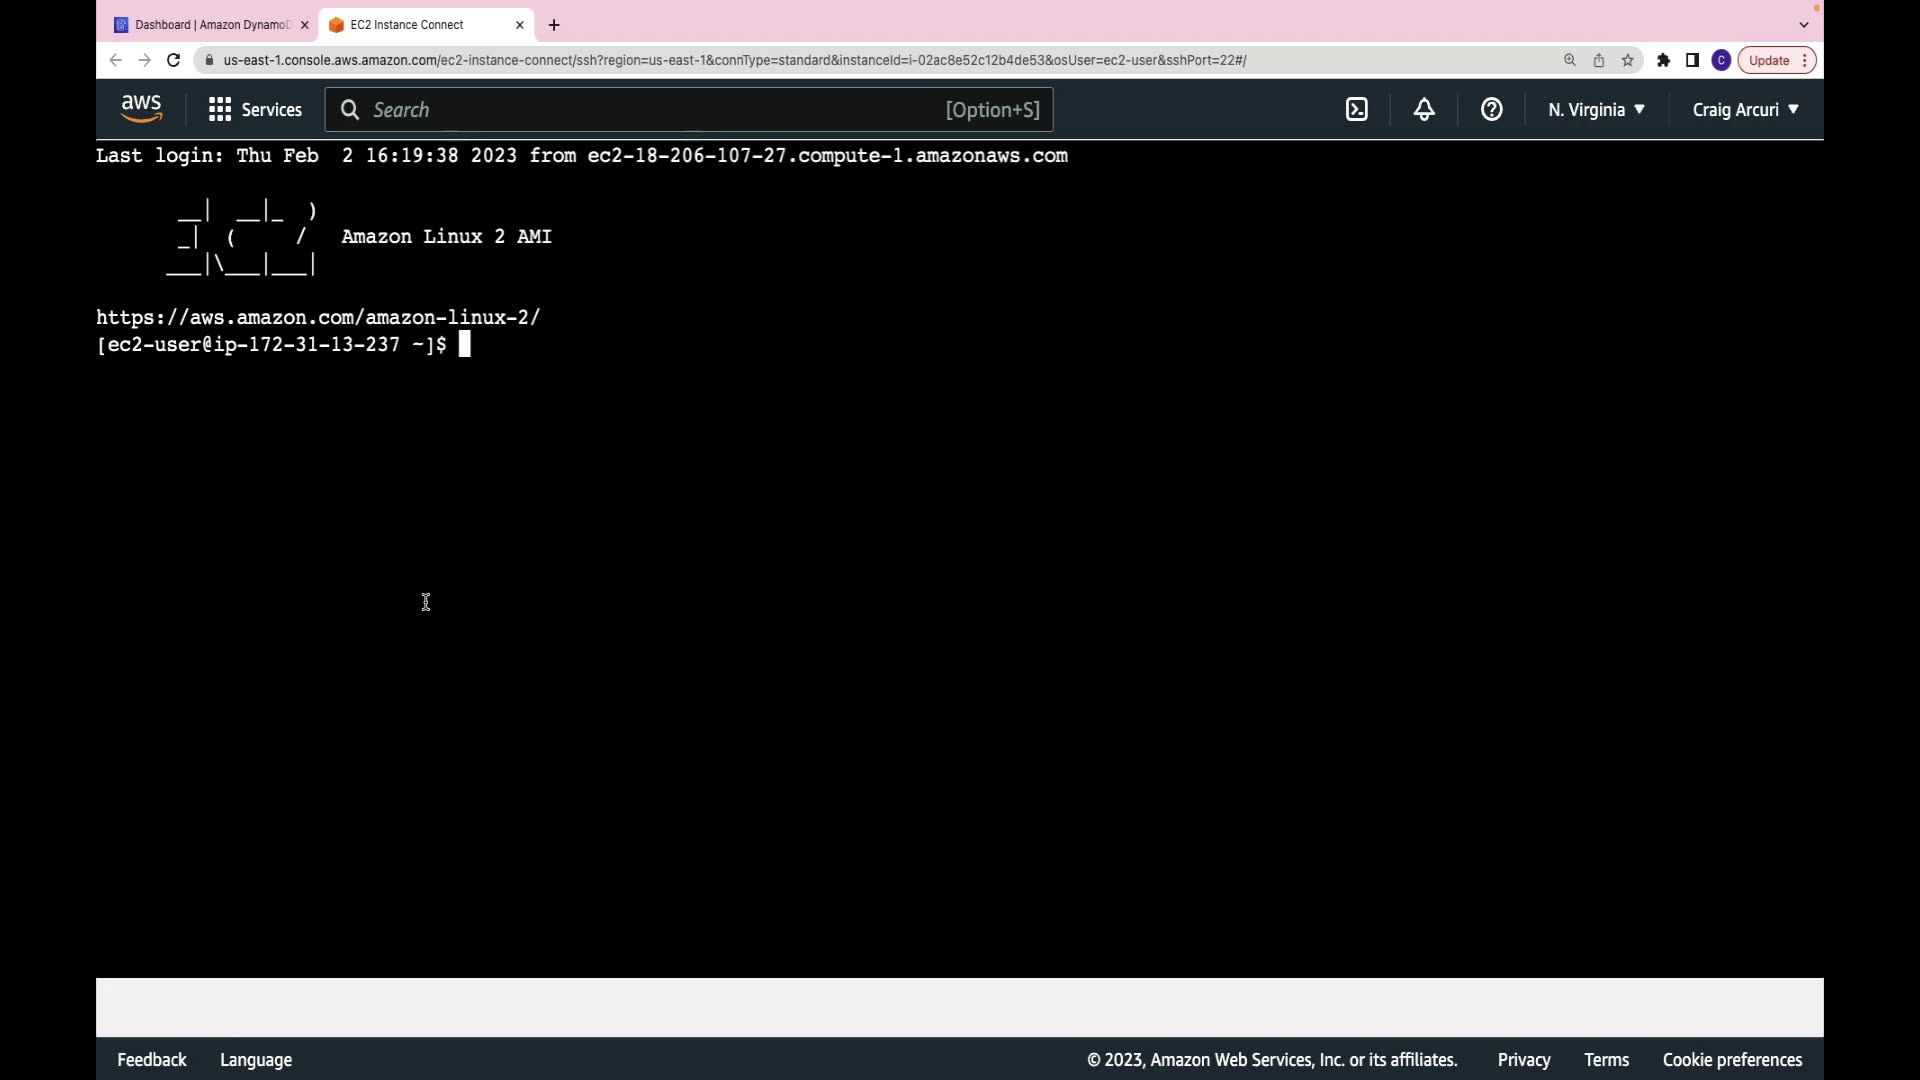 Dashboard | Amazon Dynamo
EC2 Instance Connect
us-east-1.console.aws.amazon.com/ec2-instance-connect/ssh?region=us-east-1&connType=standard&instanceId=i-02ac8e52c12b4de53&osUser=ec2-user&sshPort=22#/
C
Update
aws
Services
Search
[Option+S]
N. Virginia
Craig Arcuri
Last login: Thu Feb  2 16:19:38 2023 from ec2-18-206-107-27.compute-1.amazonaws.com
__|  __|_  )
_|  (     /   Amazon Linux 2 AMI
___|\___|___|
https://aws.amazon.com/amazon-linux-2/
[ec2-user@ip-172-31-13-237 ~]$
Feedback
Language
© 2023, Amazon Web Services, Inc. or its affiliates.
Privacy
Terms
Cookie preferences